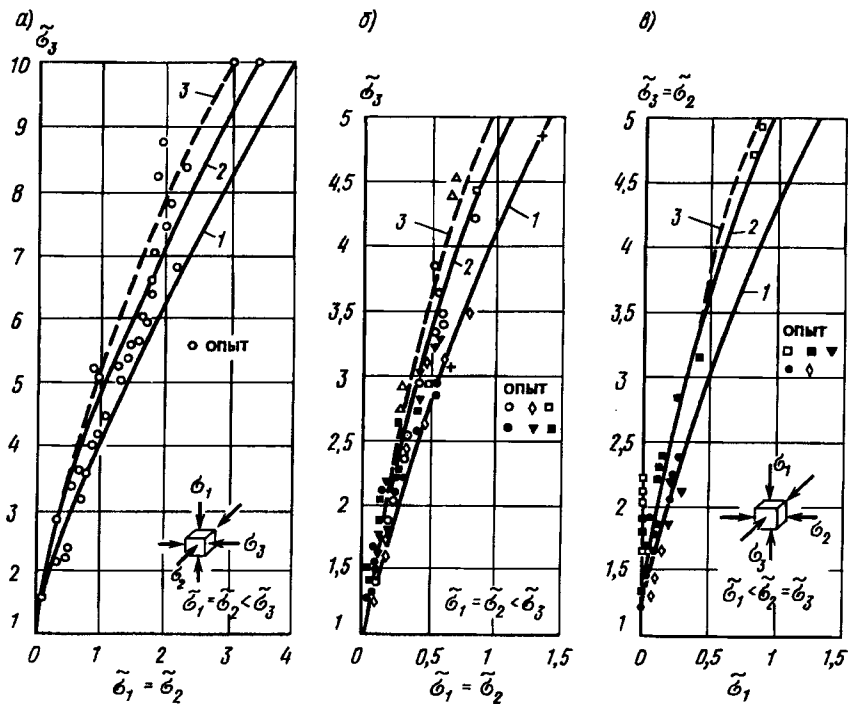 а)
б)
в)
σ̃₃
10
9
8
7
6
5
4
3
2
1
0
1
2
3
4
3
2
1
опыт
σ₁
σ₃
σ₂
σ̃₁ = σ̃₂ < σ̃₃
σ̃₁ = σ̃₂
σ̃₃
5
4,5
4
3,5
3
2,5
2
1,5
1
0
0,5
1
1,5
3
2
1
опыт
σ̃₁ = σ̃₂ < σ̃₃
σ̃₁ = σ̃₂
σ̃₃ = σ̃₂
5
4,5
4
3,5
3
2,5
2
1,5
1
0
0,5
1
1,5
3
2
1
опыт
σ₁
σ₂
σ₃
σ̃₁ < σ̃₂ = σ̃₃
σ̃₁